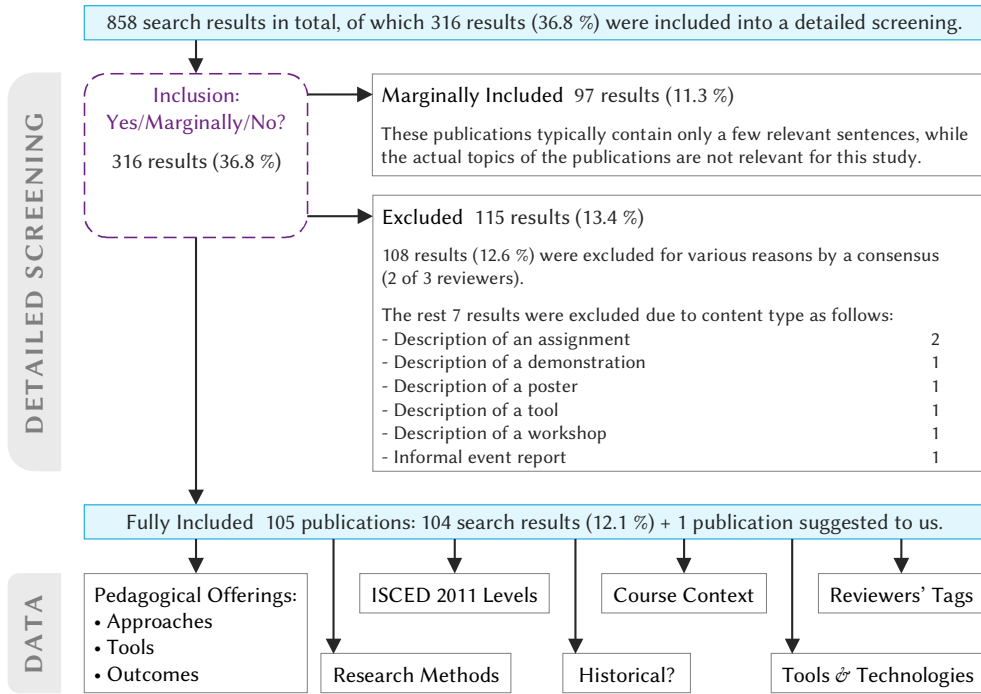 858 search results in total, of which 316 results (36.8 %) were included into a detailed screening.
DETAILED SCREENING
Inclusion:
Yes/Marginally/No?
316 results (36.8 %)
Marginally Included 97 results (11.3 %)
These publications typically contain only a few relevant sentences, while
the actual topics of the publications are not relevant for this study.
Excluded 115 results (13.4 %)
108 results (12.6 %) were excluded for various reasons by a consensus
(2 of 3 reviewers).
The rest 7 results were excluded due to content type as follows:
- Description of an assignment 2
- Description of a demonstration 1
- Description of a poster 1
- Description of a tool 1
- Description of a workshop 1
- Informal event report 1
Fully Included 105 publications: 104 search results (12.1 %) + 1 publication suggested to us.
DATA
Pedagogical Offerings:
• Approaches
• Tools
• Outcomes
ISCED 2011 Levels
Course Context
Reviewers’ Tags
Research Methods
Historical?
Tools & Technologies